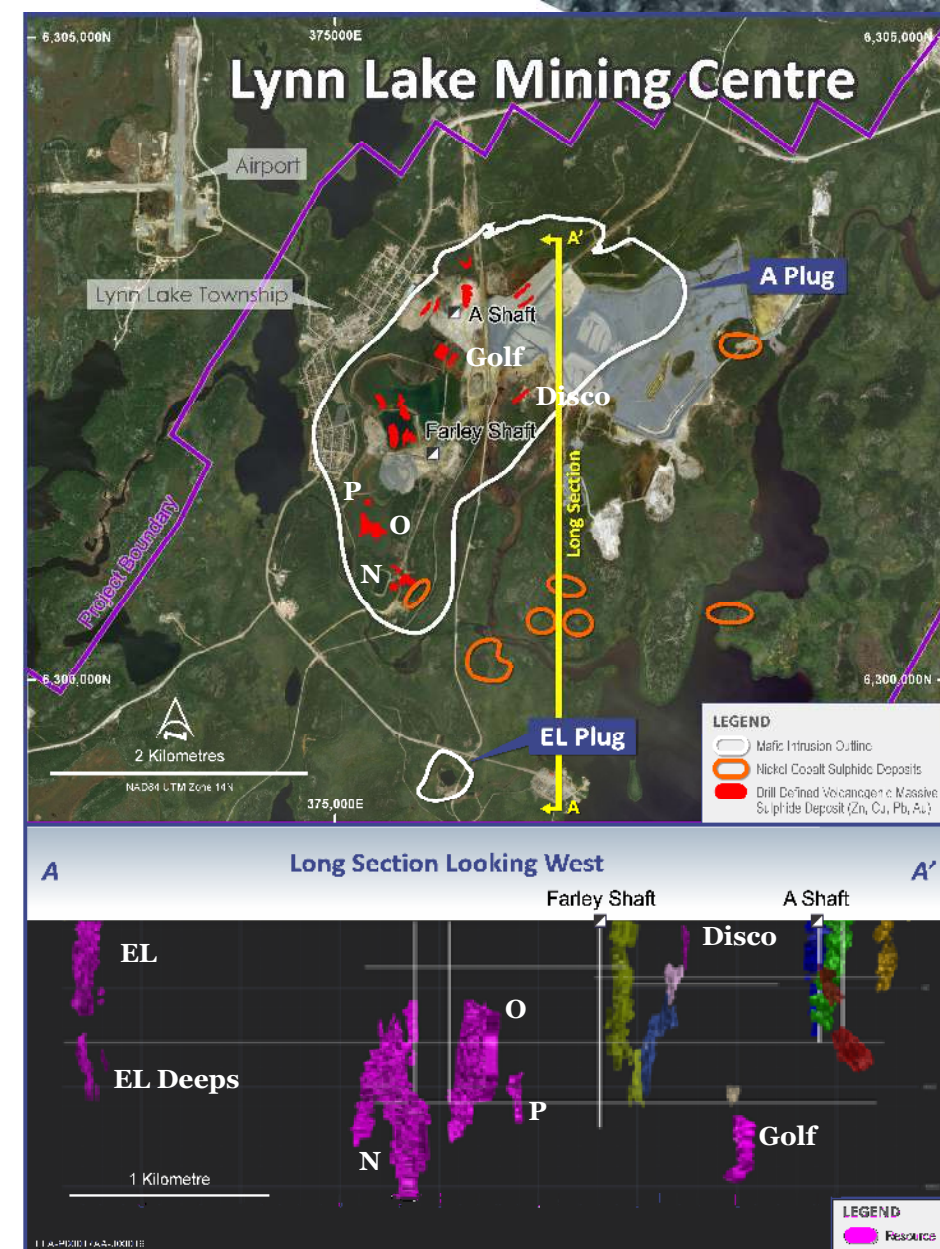 6,305,000N
375000E
6,305,000N
Lynn Lake Mining Centre
Airport
A'
A Plug
Lynn Lake Township
A Shaft
Golf
Disco
Farley Shaft
Long Section
P
O
N
Project Boundary
6,300,000N
6,300,000N
2 Kilometres
NAD84 UTM Zone 14N
EL Plug
375,000E
A
LEGEND
Mafic Intrusion Outline
Nickel Cobalt Sulphide Deposits
Drill Defined Volcanogenic Massive
Sulphide Deposit (Zn, Cu, Pb, Au)
A
Long Section Looking West
A'
Farley Shaft
A Shaft
EL
Disco
O
EL Deeps
P
N
Golf
1 Kilometre
LEGEND
Resource